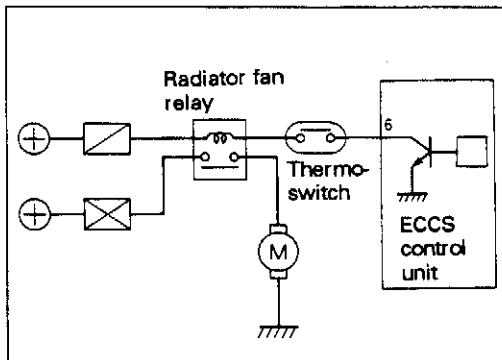 Radiator fan
relay
6
Thermo-
switch
M
ECCS
control
unit